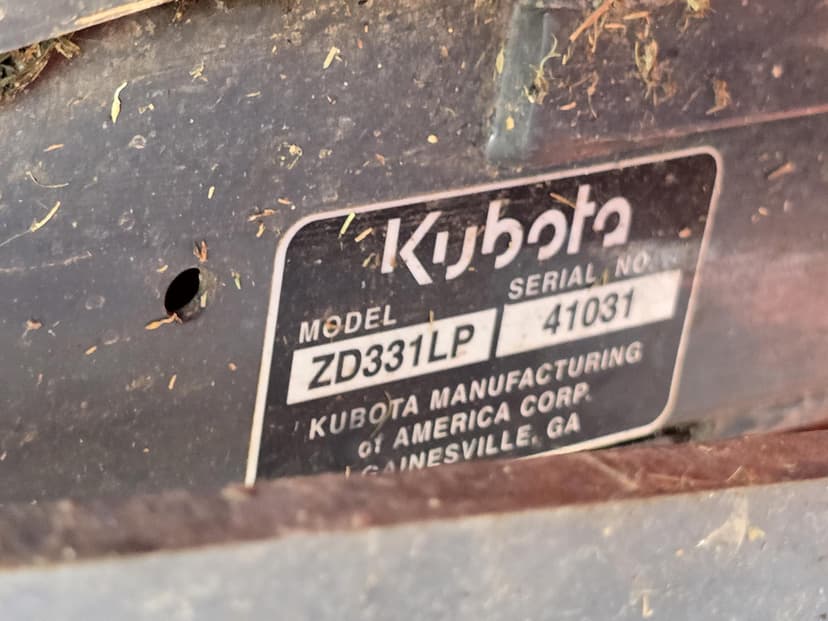 Kubota
MODEL
SERIAL NO.
ZD331LP
41031
KUBOTA MANUFACTURING
of AMERICA CORP.
GAINESVILLE, GA